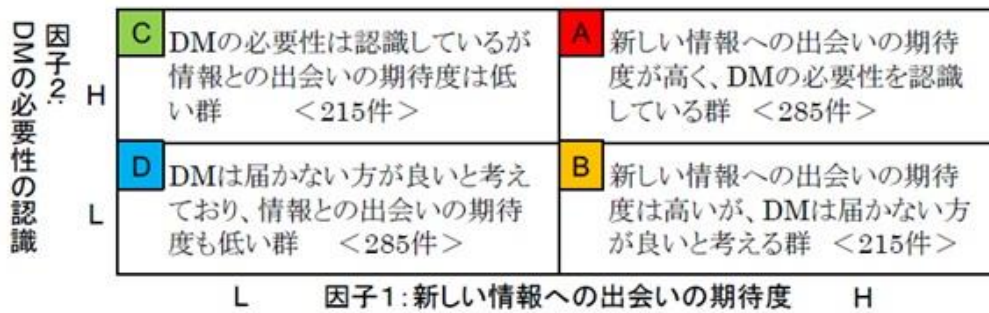 因子2:
DMの必要性の認識
H
L
C
DMの必要性は認識しているが
情報との出会いの期待度は低
い群 <215件>
A
新しい情報への出会いの期待
度が高く、DMの必要性を認識
している群 <285件>
D
DMは届かない方が良いと考え
ており、情報との出会いの期待
度も低い群 <285件>
B
新しい情報への出会いの期待
度は高いが、DMは届かない方
が良いと考える群 <215件>
L 因子1:新しい情報への出会いの期待度 H